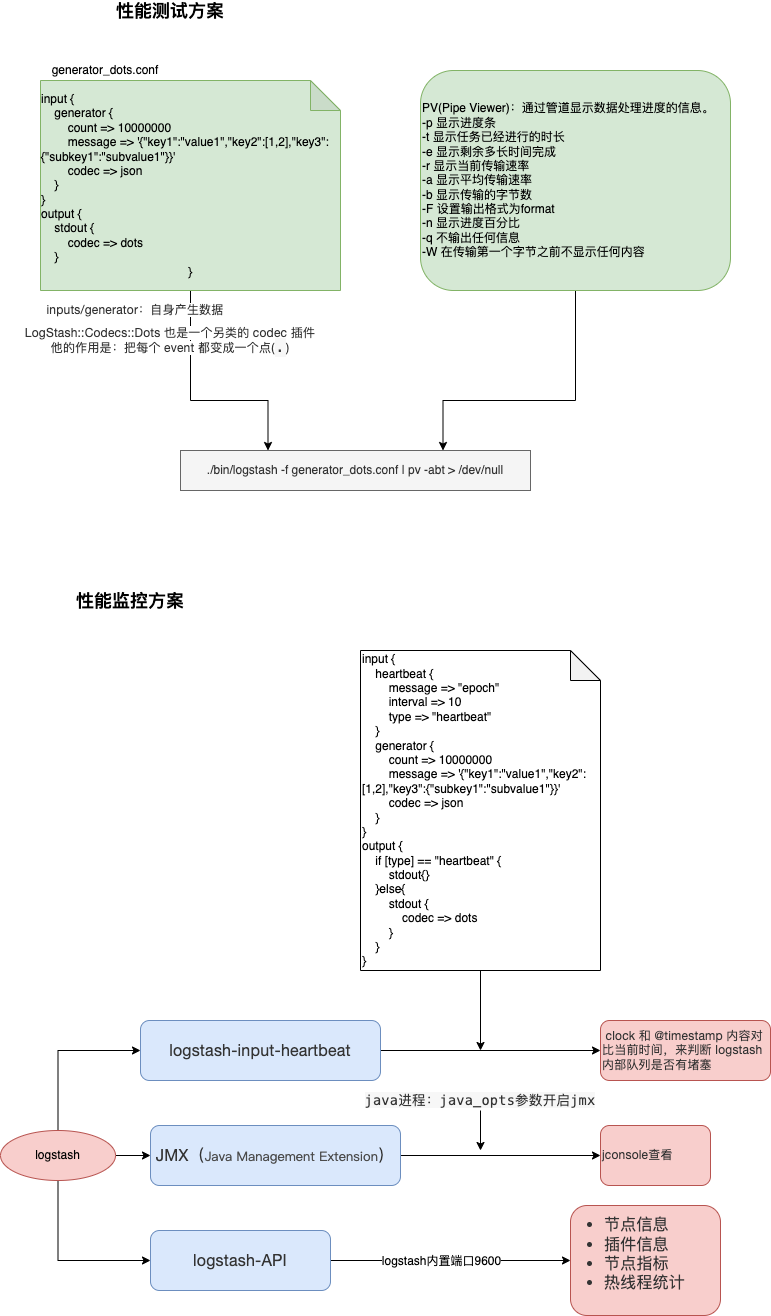 性能测试方案
generator_dots.conf
input {
generator {
count => 10000000
message => '{"key1":"value1","key2":[1,2],"key3":
{"subkey1":"subvalue1"}}'
codec => json
}
}
output {
stdout {
codec => dots
}
}
PV(Pipe Viewer)：通过管道显示数据处理进度的信息。
-p 显示进度条
-t 显示任务已经进行的时长
-e 显示剩余多长时间完成
-r 显示当前传输速率
-a 显示平均传输速率
-b 显示传输的字节数
-F 设置输出格式为format
-n 显示进度百分比
-q 不输出任何信息
-W 在传输第一个字节之前不显示任何内容
inputs/generator：自身产生数据
LogStash::Codecs::Dots 也是一个另类的 codec 插件
他的作用是：把每个 event 都变成一个点(.)
./bin/logstash -f generator_dots.conf | pv -abt > /dev/null
性能监控方案
input {
heartbeat {
message => "epoch"
interval => 10
type => "heartbeat"
}
generator {
count => 10000000
message => '{"key1":"value1","key2":
[1,2],"key3":{"subkey1":"subvalue1"}}'
codec => json
}
}
output {
if [type] == "heartbeat" {
stdout{}
}else{
stdout {
codec => dots
}
}
}
logstash-input-heartbeat
clock 和 @timestamp 内容对
比当前时间，来判断 logstash
内部队列是否有堵塞
java进程：java_opts参数开启jmx
logstash
JMX（Java Management Extension）
jconsole查看
logstash-API
logstash内置端口9600
• 节点信息
• 插件信息
• 节点指标
• 热线程统计